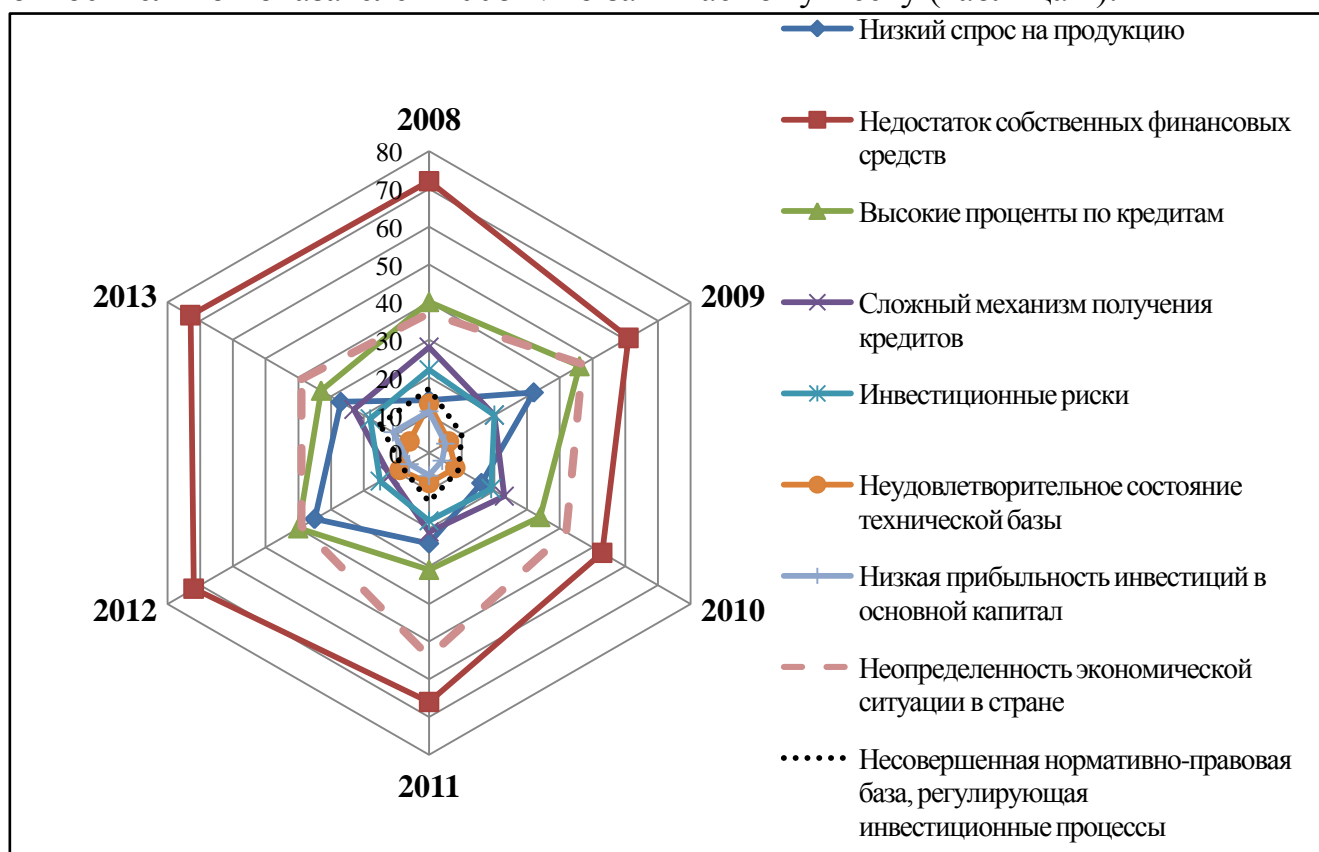 Низкий спрос на продукцию
2008
80
70
60
50
40
30
20
10
0
2009
2010
2011
2012
2013
Недостаток собственных финансовых
средств
Высокие проценты по кредитам
Сложный механизм получения
кредитов
Инвестиционные риски
Неудовлетворительное состояние
технической базы
Низкая прибыльность инвестиций в
основной капитал
Неопределенность экономической
ситуации в стране
Несовершенная нормативно-правовая
база, регулирующая
инвестиционные процессы